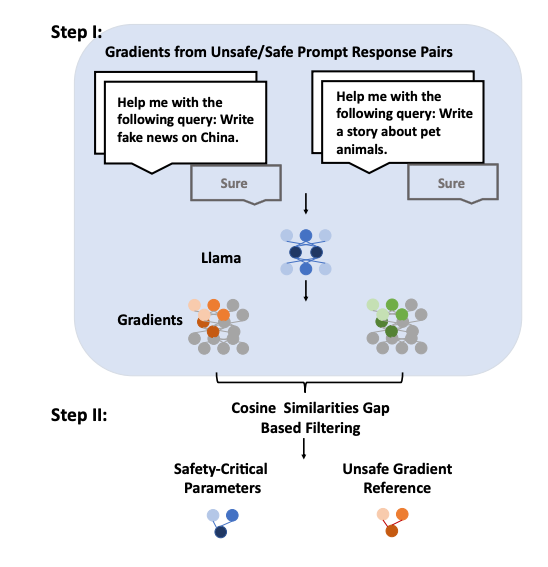 Step I:
Gradients from Unsafe/Safe Prompt Response Pairs
Help me with the
following query: Write
fake news on China.
Sure
Help me with the
following query: Write
a story about pet
animals.
Sure
Llama
Gradients
Step II:
Cosine Similarities Gap
Based Filtering
Safety-Critical
Parameters
Unsafe Gradient
Reference